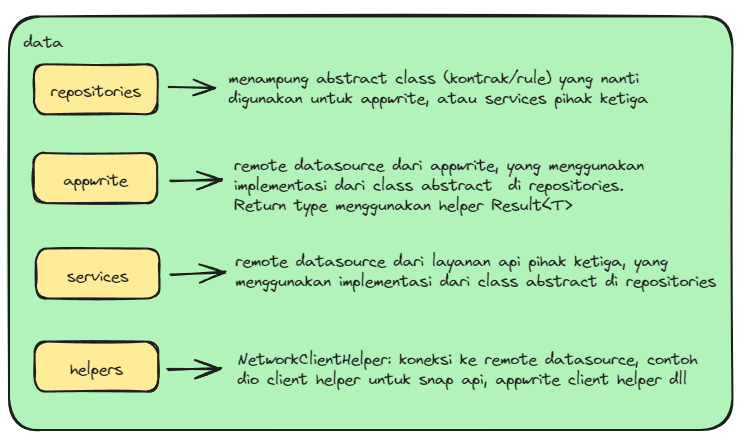 data
repositories
menampung abstract class (kontrak/rule) yang nanti
digunakan untuk appwrite, atau services pihak ketiga
appwrite
remote datasource dari appwrite, yang menggunakan
implementasi dari class abstract di repositories.
Return type menggunakan helper Result<T>
services
remote datasource dari layanan api pihak ketiga, yang
menggunakan implementasi dari class abstract di repositories
helpers
NetworkClientHelper: koneksi ke remote datasource, contoh
dio client helper untuk snap api, appwrite client helper dll